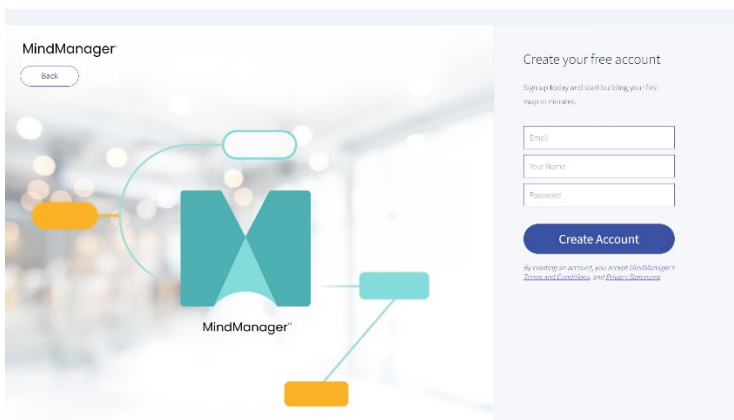 MindManager
Back
MindManager™
Create your free account
Sign up today and start building your first
map in minutes.
Email
Your Name
Password
Create Account
By creating an account, you accept MindManager's
Terms and Conditions and Privacy Statement